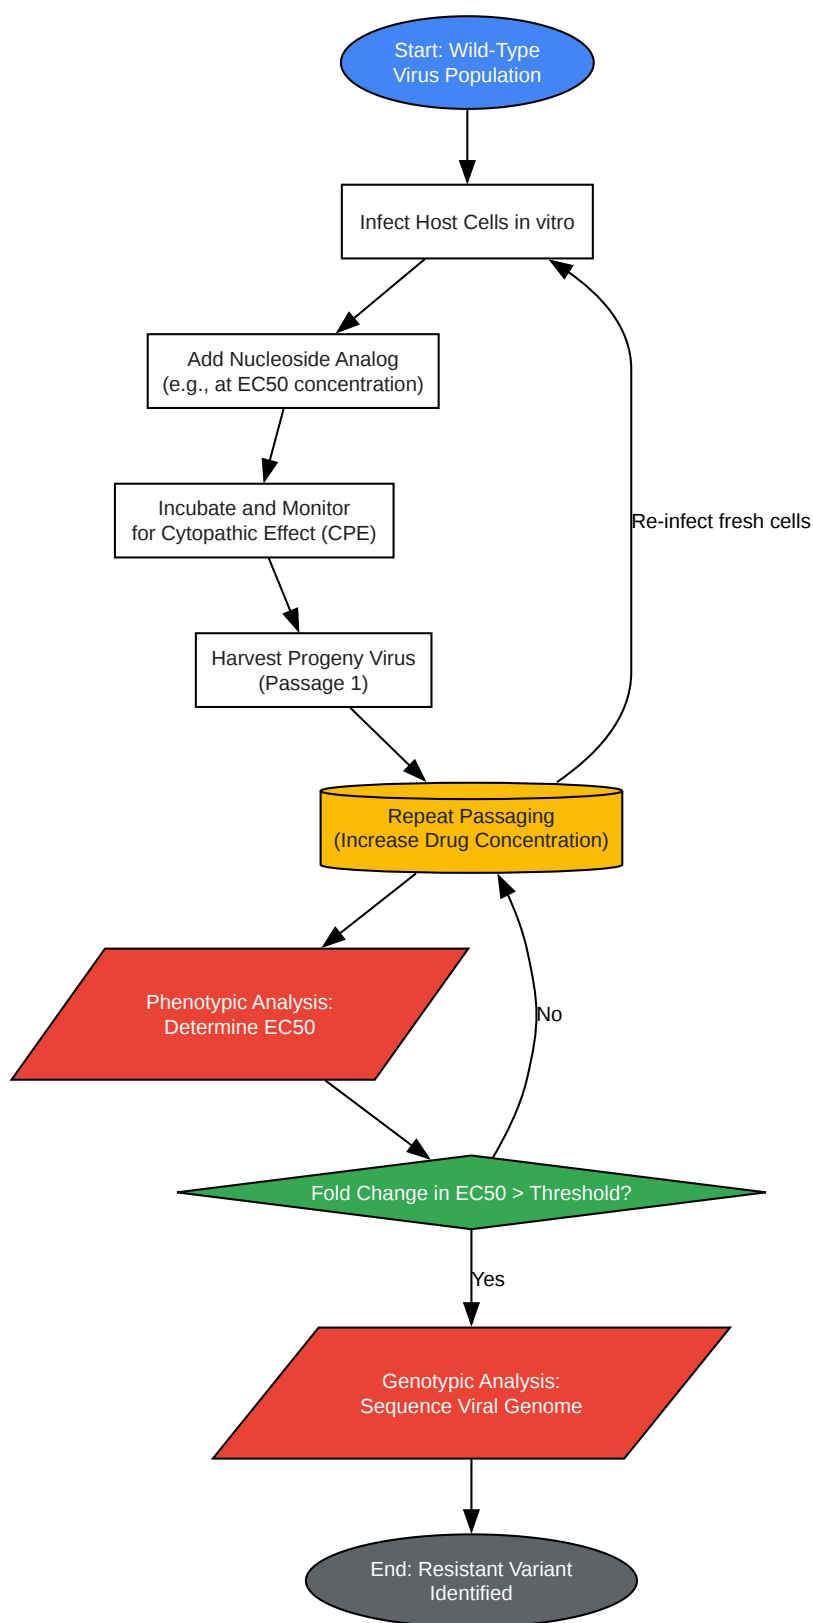 Start: Wild-Type
Virus Population
Infect Host Cells in vitro
Add Nucleoside Analog
(e.g., at EC50 concentration)
Incubate and Monitor
for Cytopathic Effect (CPE)
Re-infect fresh cells
Harvest Progeny Virus
(Passage 1)
Repeat Passaging
(Increase Drug Concentration)
Phenotypic Analysis:
Determine EC50
No
Fold Change in EC50 > Threshold?
Yes
Genotypic Analysis:
Sequence Viral Genome
End: Resistant Variant
Identified